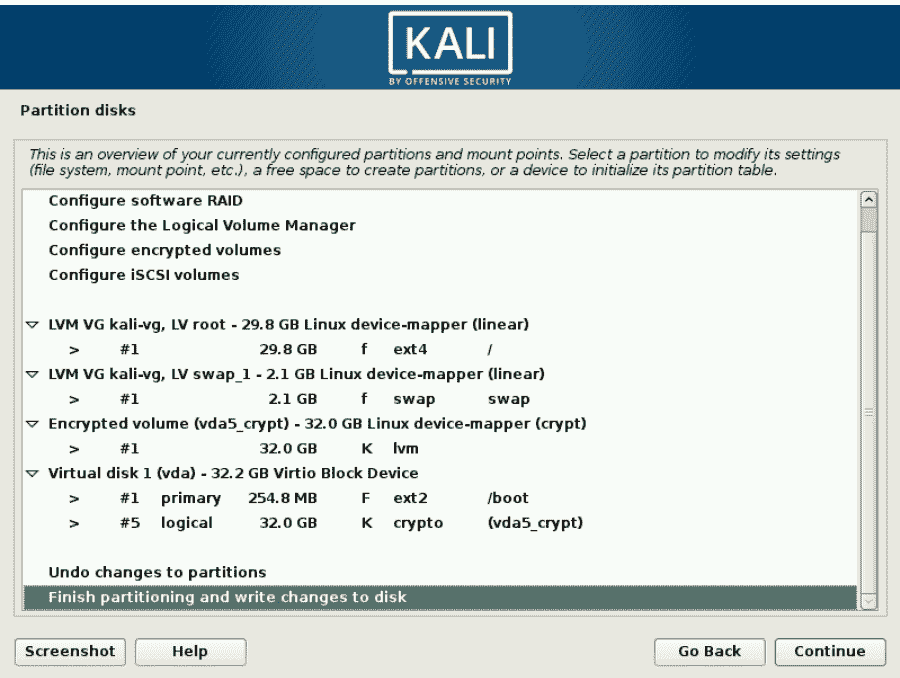 KALI
BY OFFENSIVE SECURITY
Partition disks
This is an overview of your currently configured partitions and mount points. Select a partition to modify its settings
(file system, mount point, etc.), a free space to create partitions, or a device to initialize its partition table.
Configure software RAID
Configure the Logical Volume Manager
Configure encrypted volumes
Configure iSCSI volumes
LVM VG kali-vg, LV root - 29.8 GB Linux device-mapper (linear)
> #1 29.8 GB f ext4 /
LVM VG kali-vg, LV swap_1 - 2.1 GB Linux device-mapper (linear)
> #1 2.1 GB f swap swap
Encrypted volume (vda5_crypt) - 32.0 GB Linux device-mapper (crypt)
> #1 32.0 GB K lvm
Virtual disk 1 (vda) - 32.2 GB Virtio Block Device
> #1 primary 254.8 MB F ext2 /boot
> #5 logical 32.0 GB K crypto (vda5_crypt)
Undo changes to partitions
Finish partitioning and write changes to disk
Screenshot Help Go Back Continue